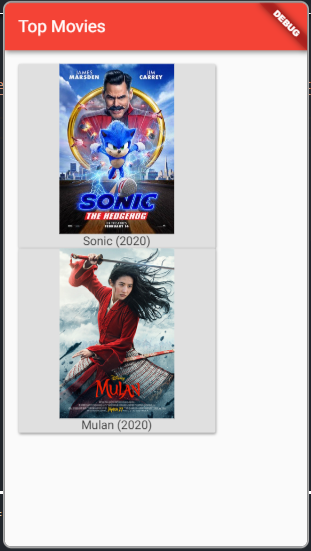 DEBUG
Top Movies
JAMES JIM
MARSDEN CARREY
SONIC
THE HEDGEHOG
FEBRUARY 14
Sonic (2020)
Disney
MULAN
Mulan (2020)